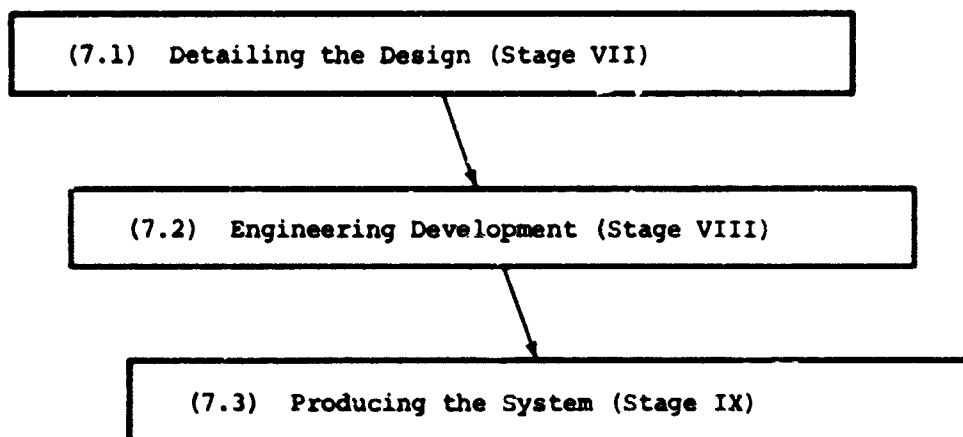 (7.1) Detailing the Design (Stage VII)
(7.2) Engineering Development (Stage VIII)
(7.3) Producing the System (Stage IX)